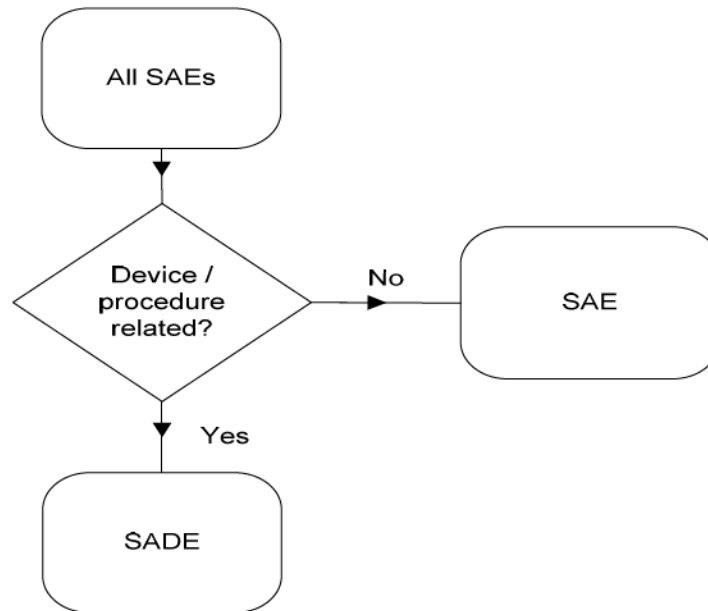 All SAEs
Device /
procedure
related?
No
SAE
Yes
SADE